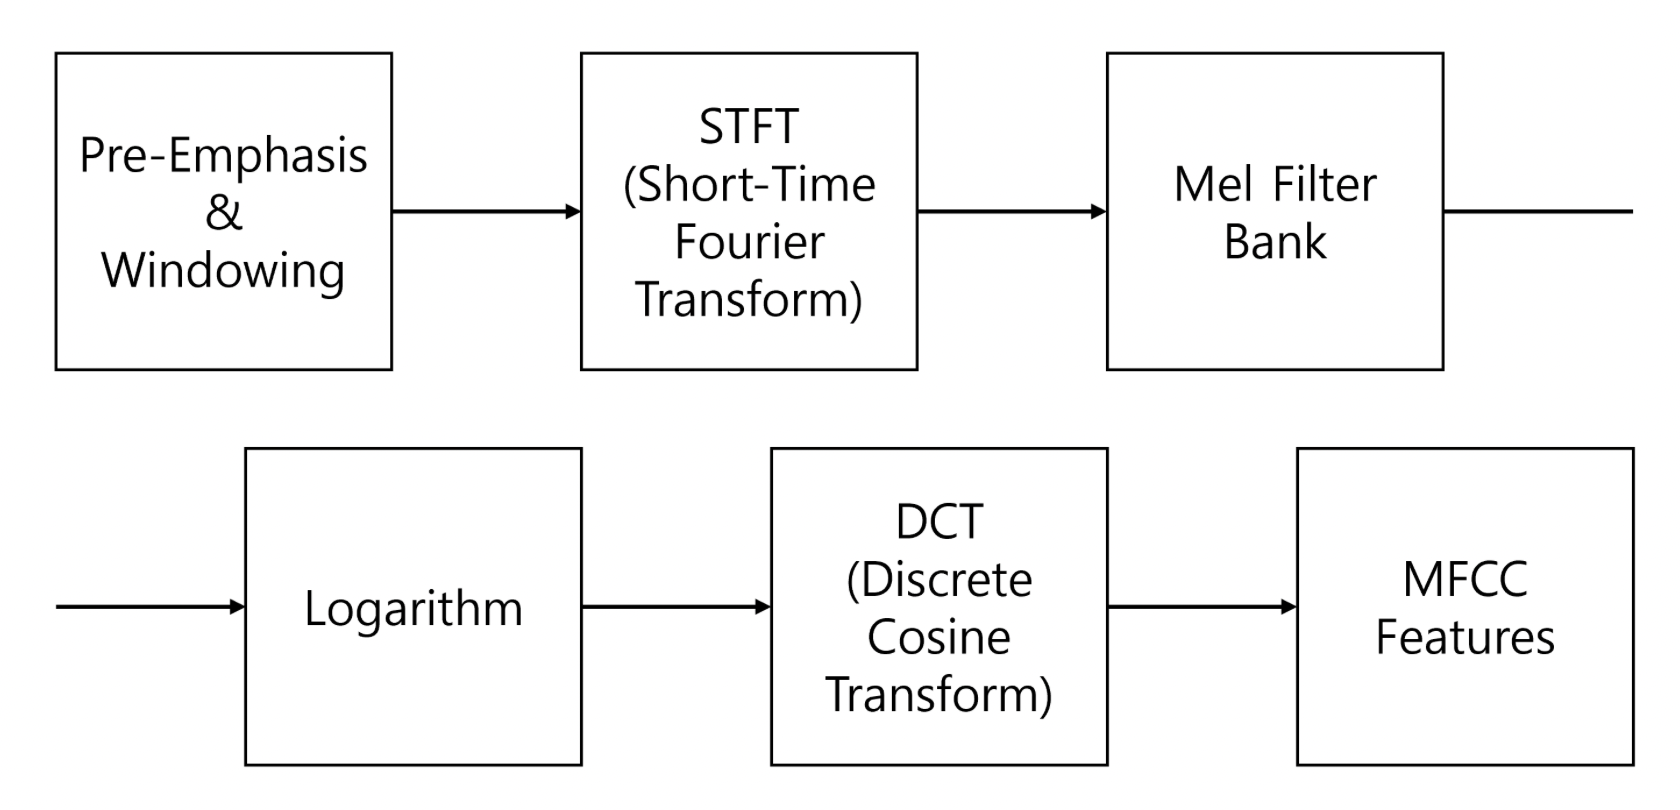 Pre-Emphasis
&
Windowing
STFT
(Short-Time
Fourier
Transform)
Mel Filter
Bank
Logarithm
DCT
(Discrete
Cosine
Transform)
MFCC
Features